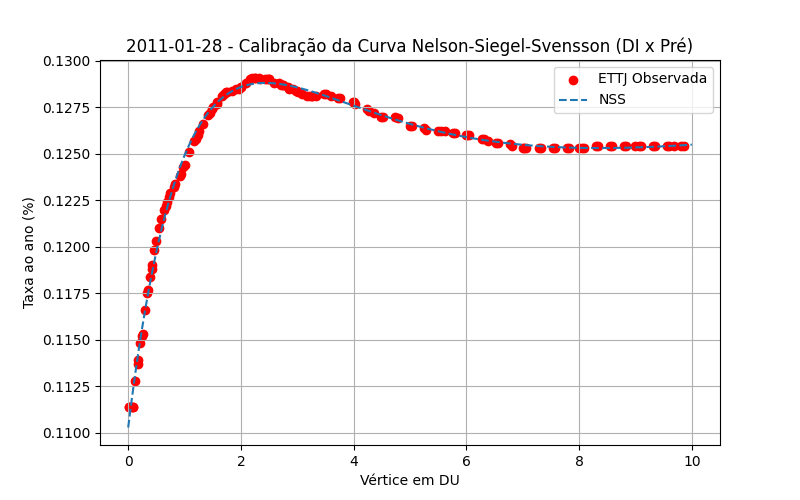 2011-01-28 - Calibração da Curva Nelson-Siegel-Svensson (DI x Pré)
ETTJ Observada
NSS
Taxa ao ano (%)
0.1300
0.1275
0.1250
0.1225
0.1200
0.1175
0.1150
0.1125
0.1100
0 2 4 6 8 10
Vértice em DU